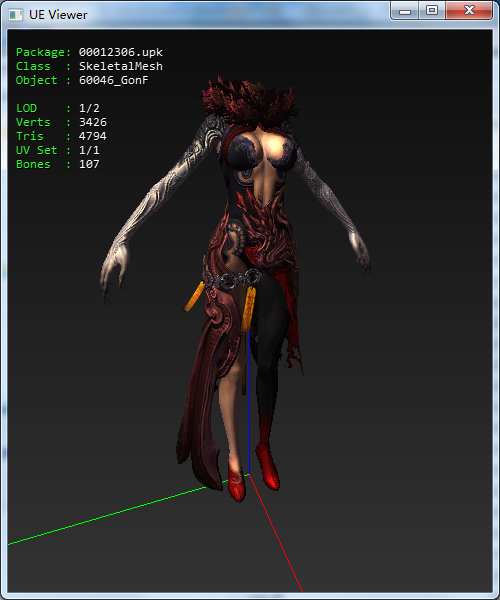 UE Viewer
Package: 00012306.upk
Class : SkeletalMesh
Object : 60046_GonF
LOD : 1/2
Verts : 3426
Tris : 4794
UV Set : 1/1
Bones : 107